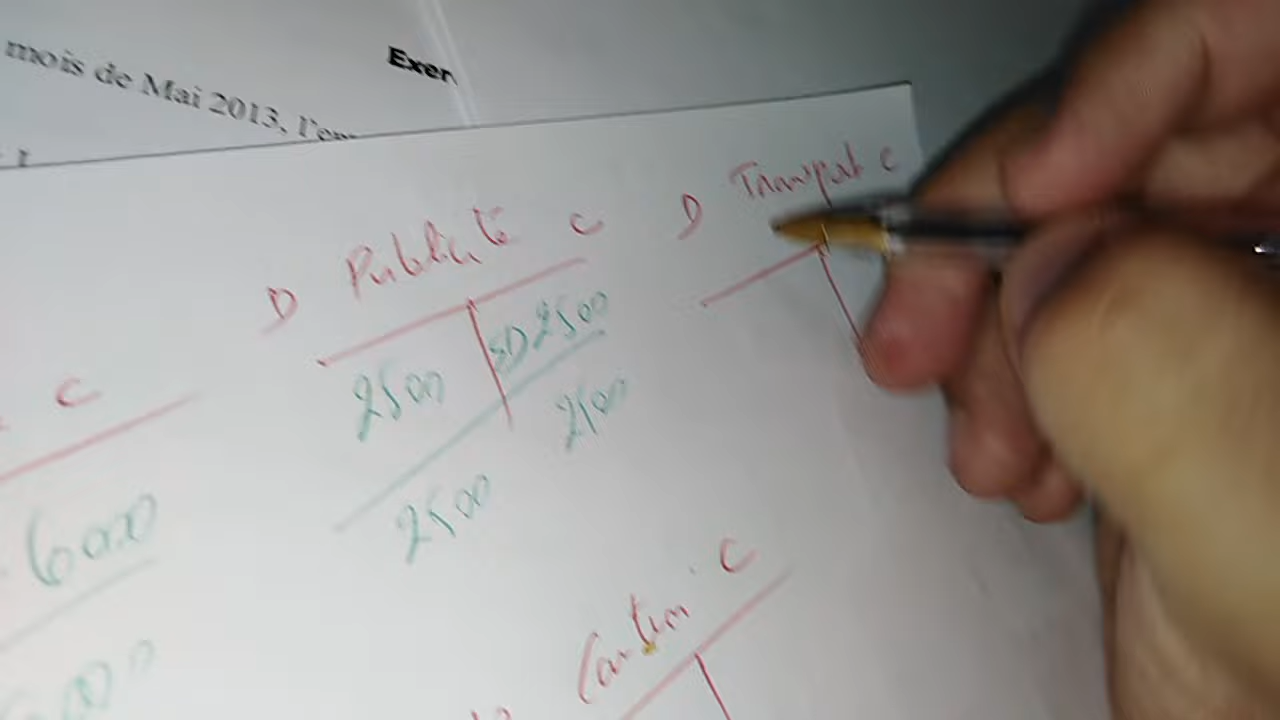 mois de Mai 2013, l'en
Exer
D Publicité C
D Transport C
2500
SD 2500
2500
2500
C
6000
Caution C